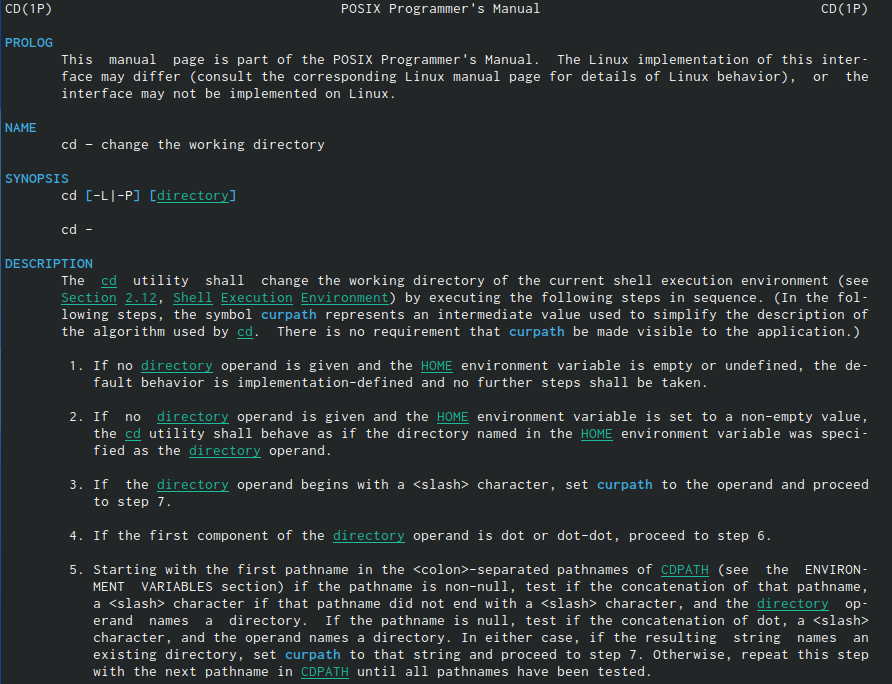 CD(1P) POSIX Programmer's Manual CD(1P)
PROLOG
This manual page is part of the POSIX Programmer's Manual. The Linux implementation of this inter-
face may differ (consult the corresponding Linux manual page for details of Linux behavior), or the
interface may not be implemented on Linux.
NAME
cd – change the working directory
SYNOPSIS
cd [-L|-P] [directory]
cd –
DESCRIPTION
The cd utility shall change the working directory of the current shell execution environment (see
Section 2.12, Shell Execution Environment) by executing the following steps in sequence. (In the fol-
lowing steps, the symbol curpath represents an intermediate value used to simplify the description of
the algorithm used by cd. There is no requirement that curpath be made visible to the application.)
1. If no directory operand is given and the HOME environment variable is empty or undefined, the de-
fault behavior is implementation-defined and no further steps shall be taken.
2. If no directory operand is given and the HOME environment variable is set to a non-empty value,
the cd utility shall behave as if the directory named in the HOME environment variable was speci-
fied as the directory operand.
3. If the directory operand begins with a <slash> character, set curpath to the operand and proceed
to step 7.
4. If the first component of the directory operand is dot or dot-dot, proceed to step 6.
5. Starting with the first pathname in the <colon>-separated pathnames of CDPATH (see the ENVIRON-
MENT VARIABLES section) if the pathname is non-null, test if the concatenation of that pathname,
a <slash> character if that pathname did not end with a <slash> character, and the directory op-
erand names a directory. If the pathname is null, test if the concatenation of dot, a <slash>
character, and the operand names a directory. In either case, if the resulting string names an
existing directory, set curpath to that string and proceed to step 7. Otherwise, repeat this step
with the next pathname in CDPATH until all pathnames have been tested.